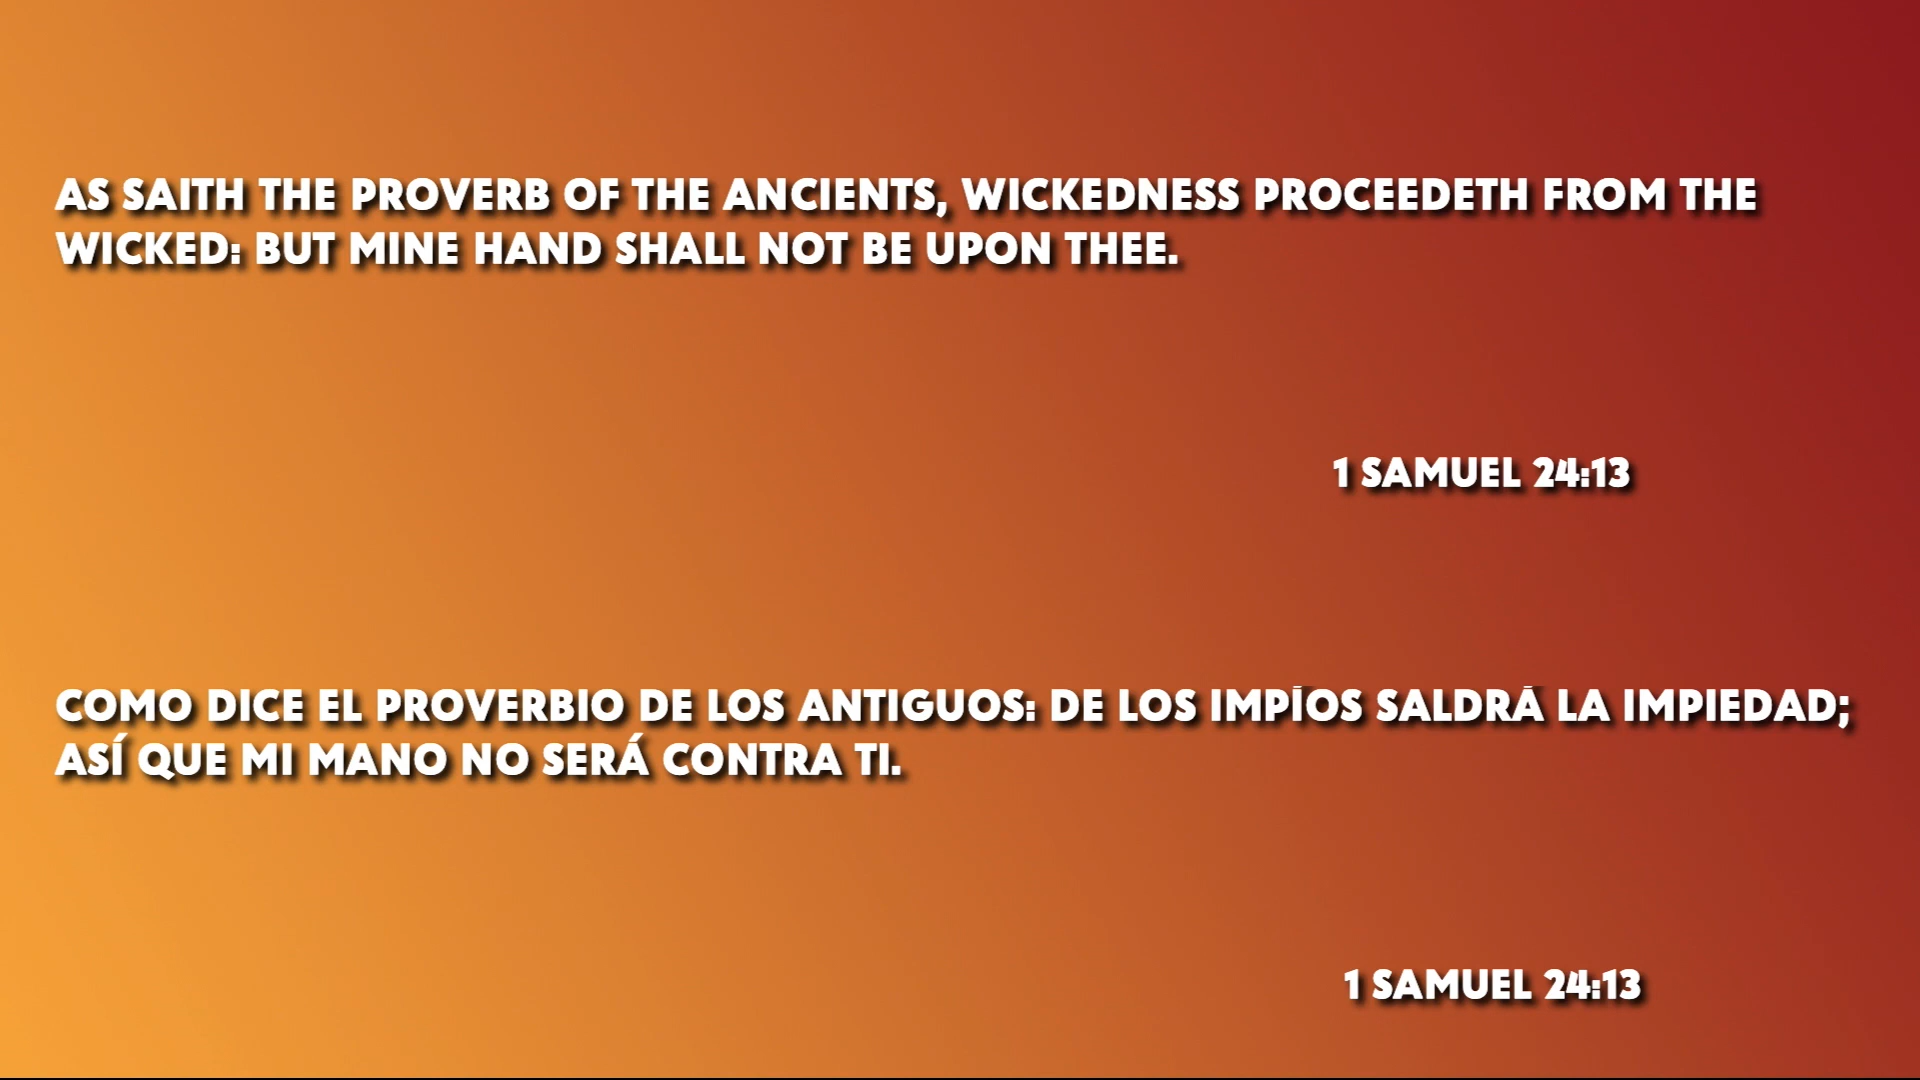 AS SAITH THE PROVERB OF THE ANCIENTS, WICKEDNESS PROCEEDETH FROM THE
WICKED: BUT MINE HAND SHALL NOT BE UPON THEE.
1 SAMUEL 24:13
COMO DICE EL PROVERBIO DE LOS ANTIGUOS: DE LOS IMPÍOS SALDRÁ LA IMPIEDAD;
ASÍ QUE MI MANO NO SERÁ CONTRA TI.
1 SAMUEL 24:13